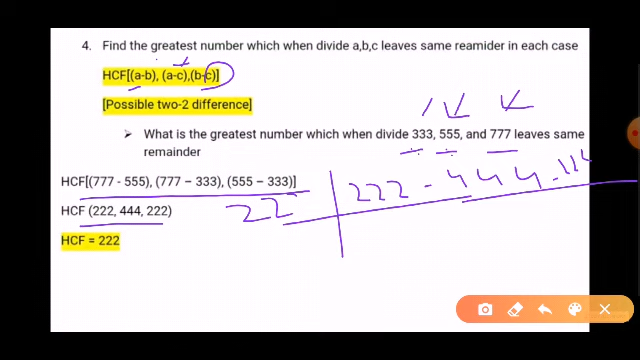 4. Find the greatest number which when divide a,b,c leaves same reamider in each case
HCF[(a-b), (a-c),(b-c)]
[Possible two-2 difference]
➤ What is the greatest number which when divide 333, 555, and 777 leaves same
remainder
HCF[(777 - 555), (777 – 333), (555 – 333)]
HCF (222, 444, 222)
HCF = 222
22 222 - 444 -